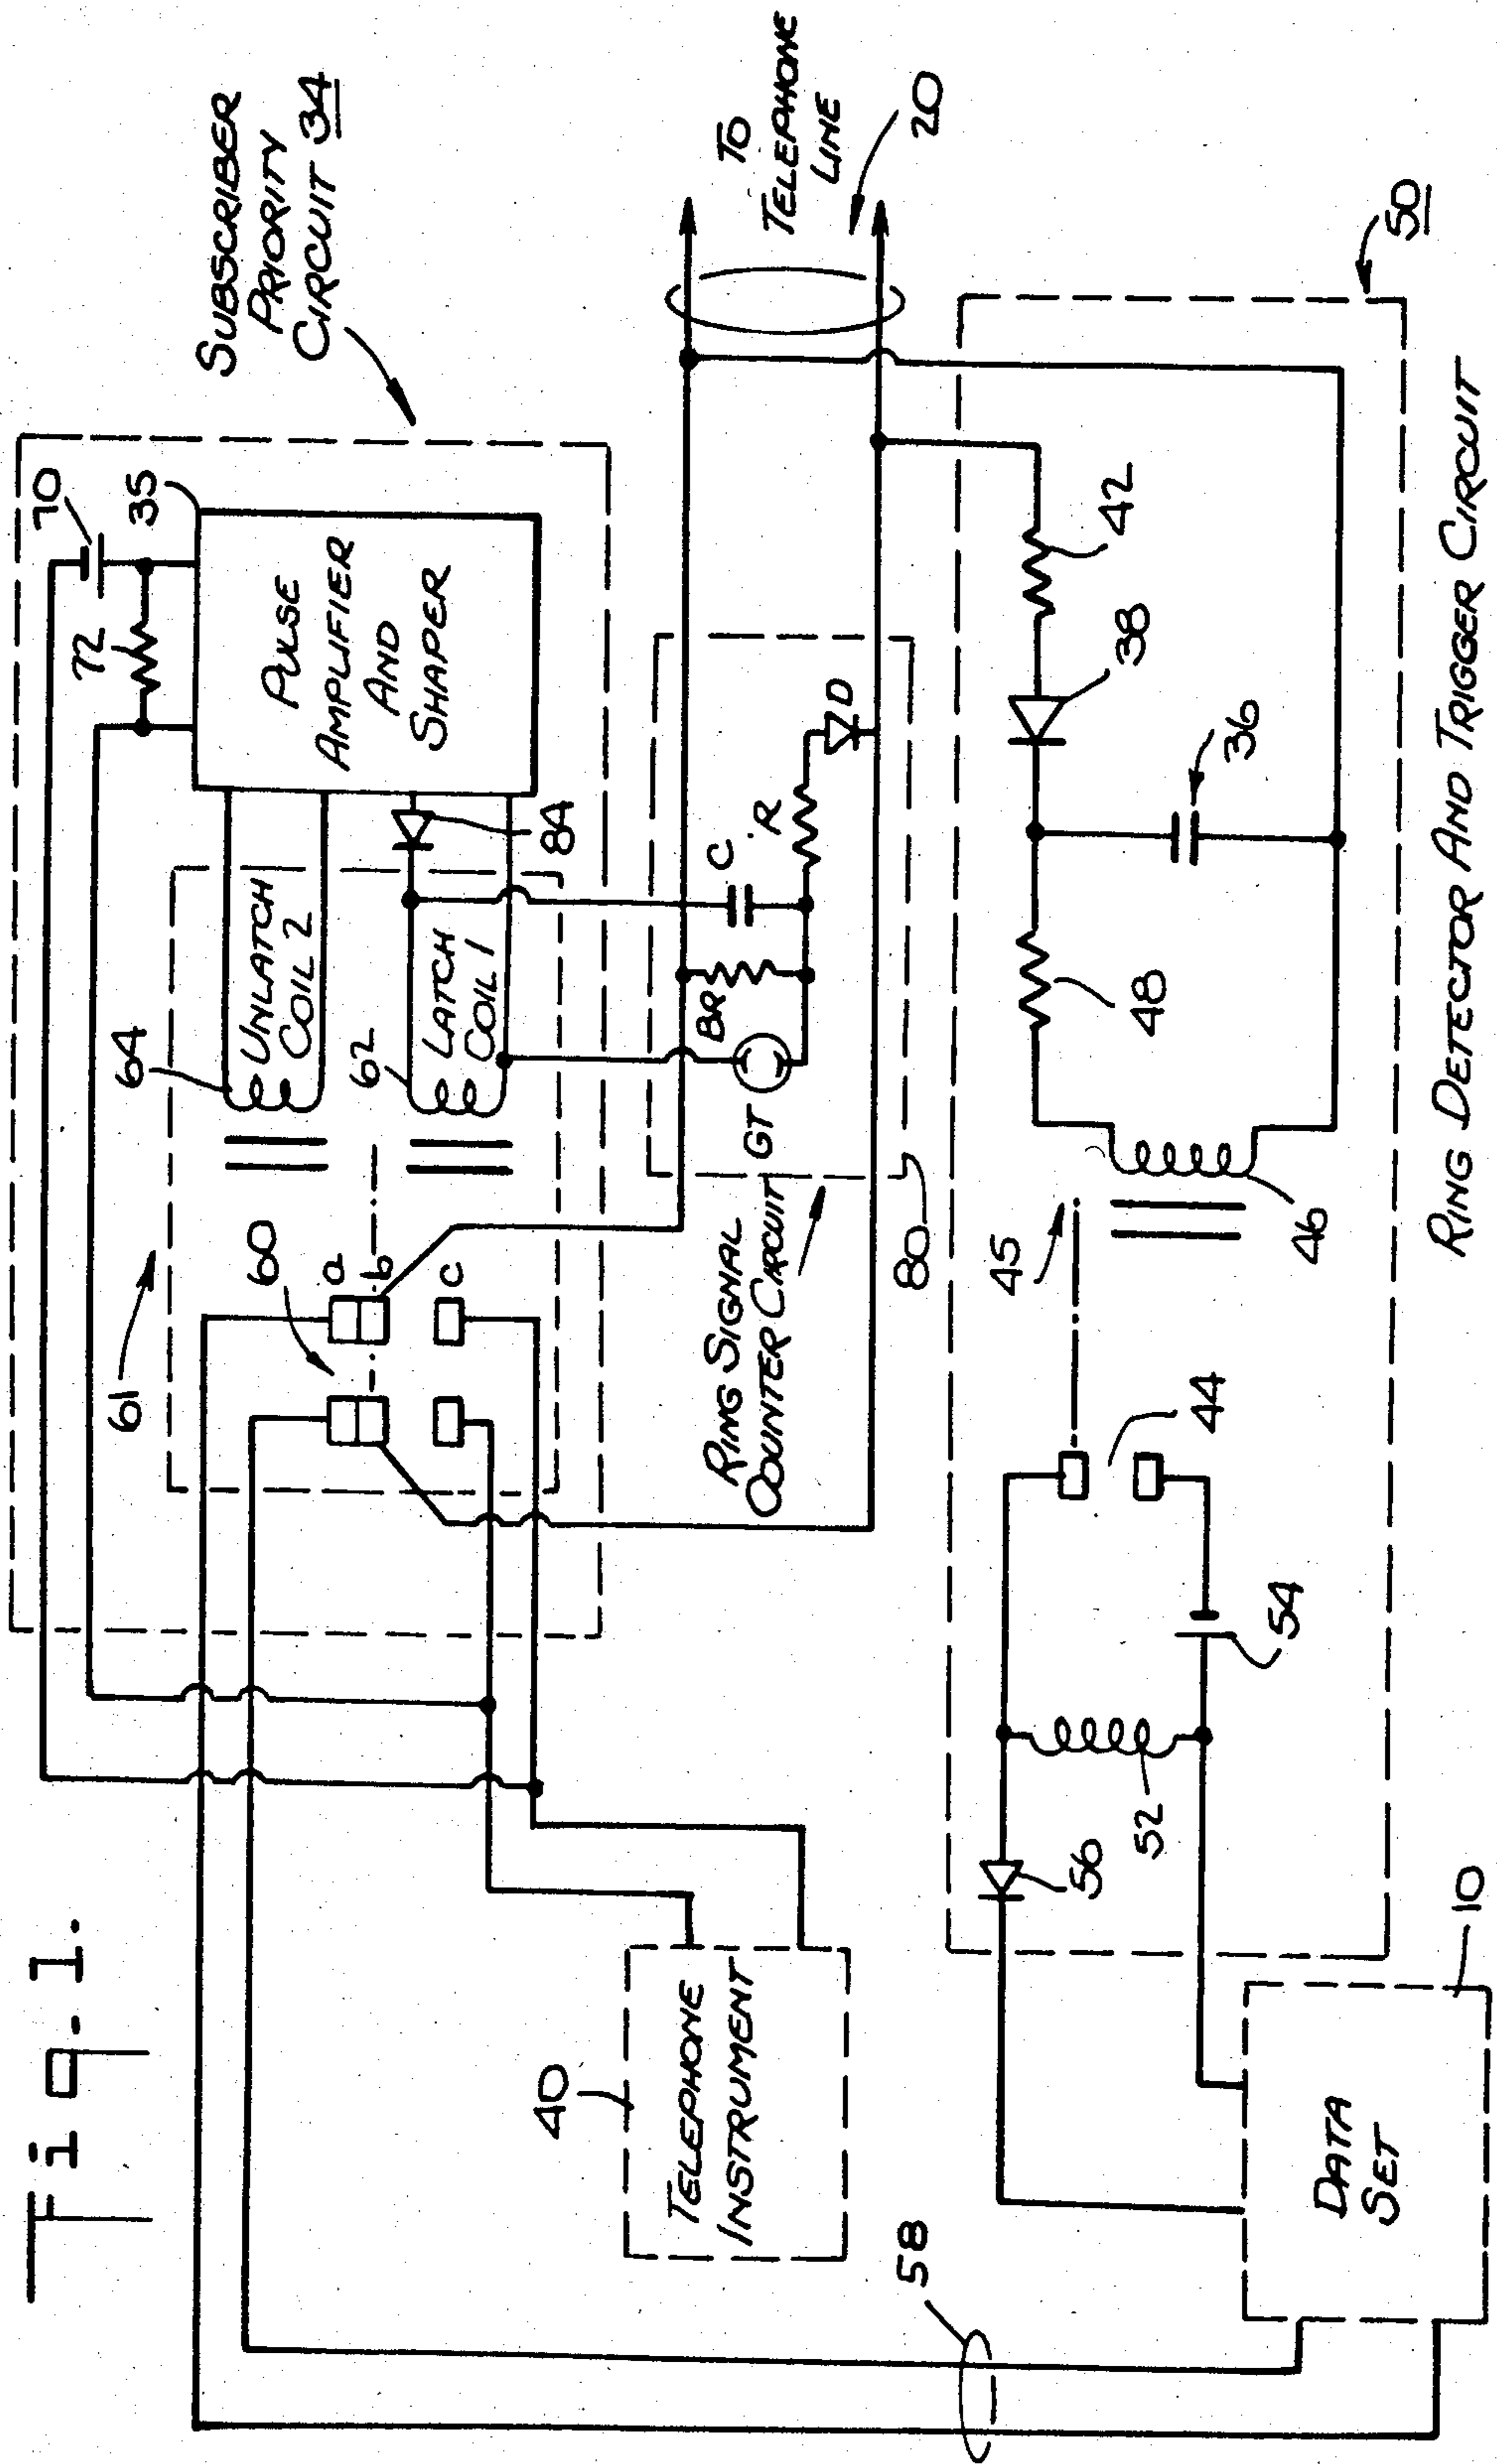 Fig. 1.
SUBSCRIBER
PRIORITY
CIRCUIT 34
70
35
72
PULSE
AMPLIFIER
AND
SHAPER
64
UNLATCH
COIL 2
62
LATCH
COIL 1
84
61
60
a
b
c
TO
TELEPHONE
LINE
20
C
R
D
BR
GT
RING SIGNAL
COUNTER CIRCUIT
80
40
TELEPHONE
INSTRUMENT
50
42
38
36
48
46
45
44
54
52
56
58
DATA
SET
10
RING DETECTOR AND TRIGGER CIRCUIT